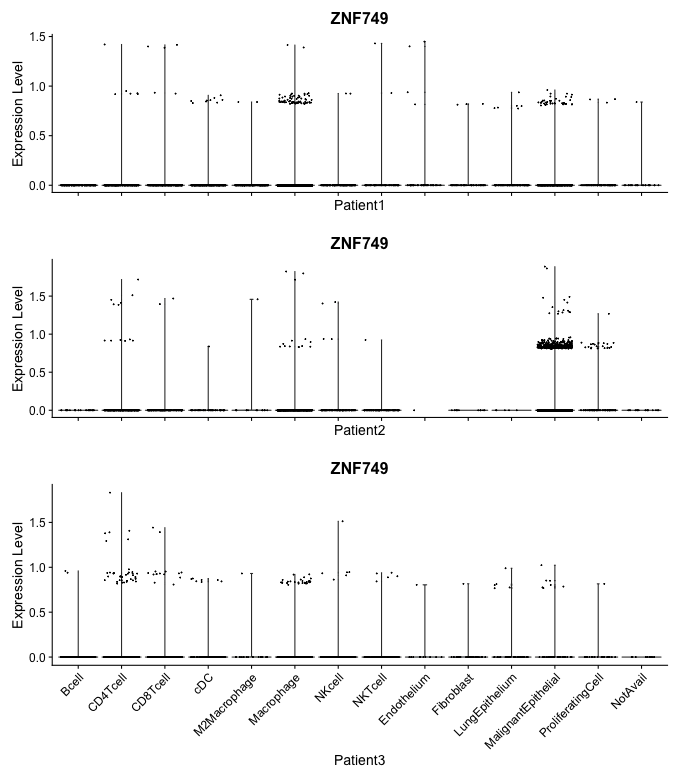 ZNF749
1.5
1.0
0.5
0.0
Expression Level
Patient1
ZNF749
1.5
1.0
0.5
0.0
Expression Level
Patient2
ZNF749
1.5
1.0
0.5
0.0
Expression Level
Bcell
CD4Tcell
CD8Tcell
cDC
M2Macrophage
Macrophage
NKcell
NKTcell
Endothelium
Fibroblast
LungEpithelium
MalignantEpithelial
ProliferatingCell
NotAvail
Patient3